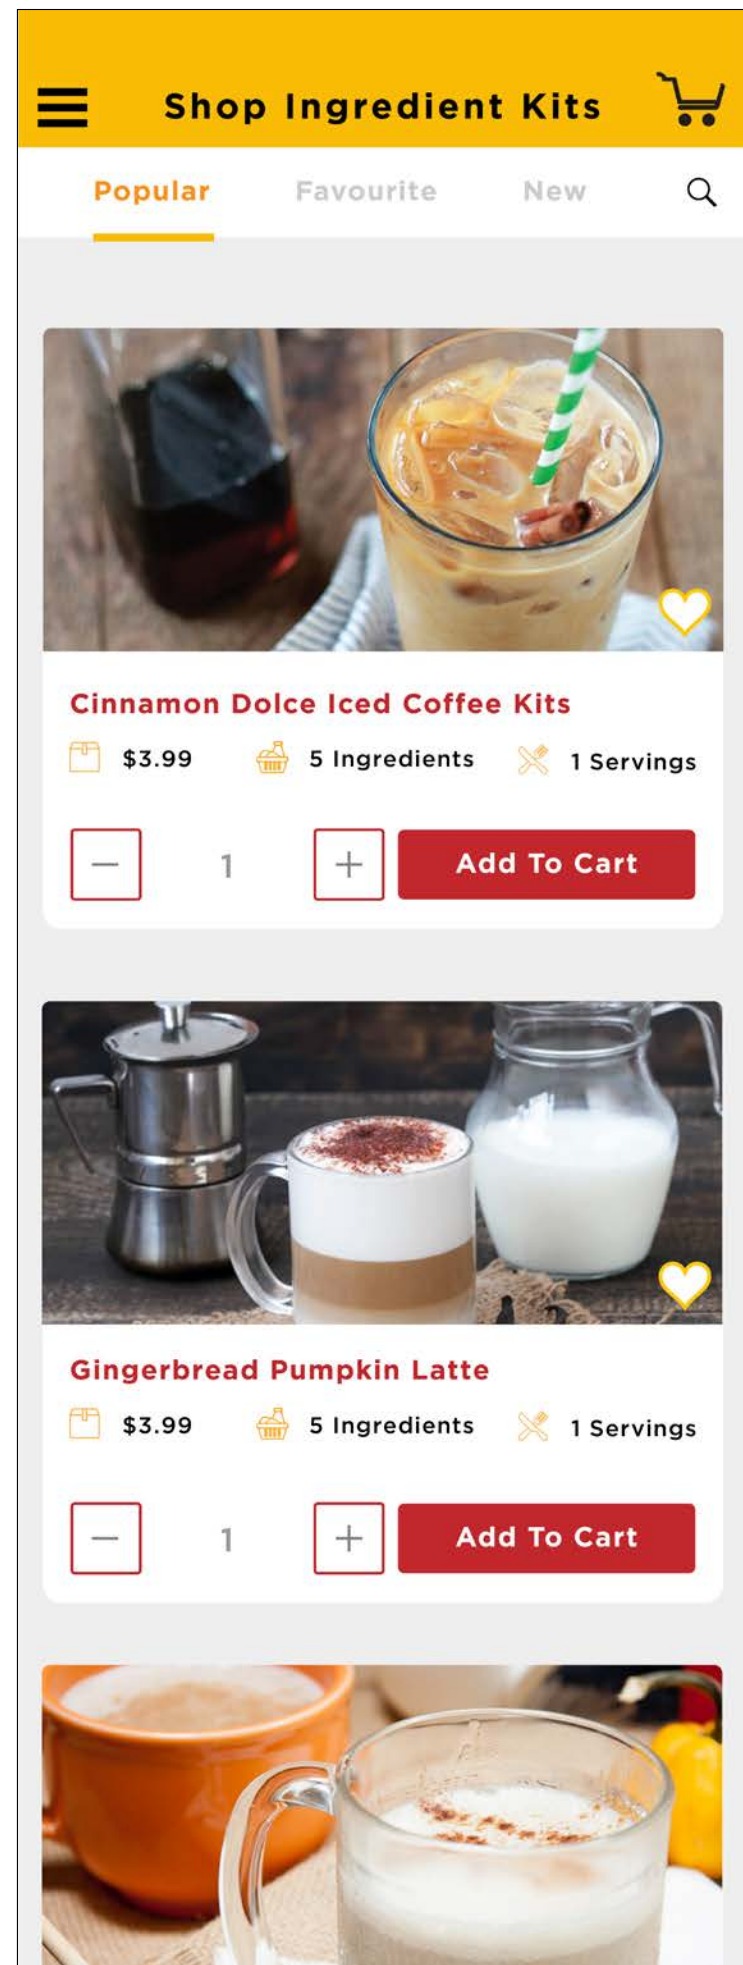 Shop Ingredient Kits
Popular Favourite New
Cinnamon Dolce Iced Coffee Kits
$3.99 5 Ingredients 1 Servings
− 1 + Add To Cart
Gingerbread Pumpkin Latte
$3.99 5 Ingredients 1 Servings
− 1 + Add To Cart